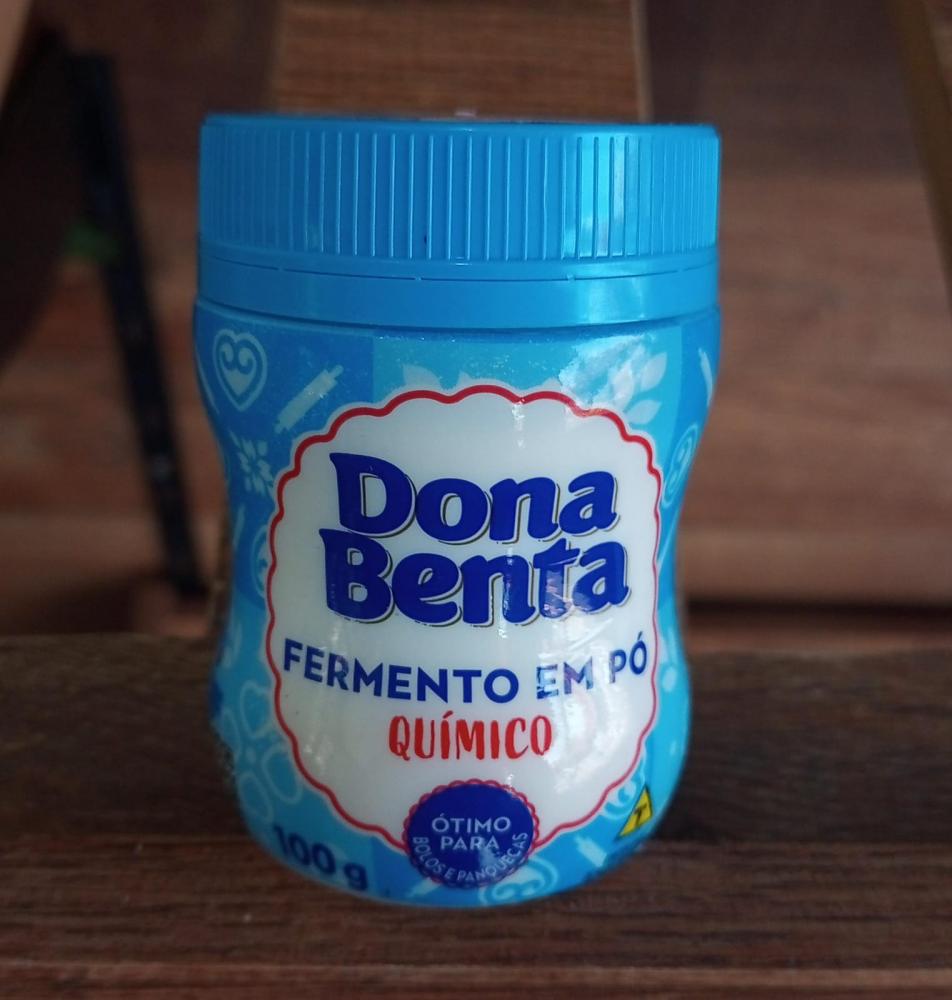 Dona
Benta
FERMENTO EM PÓ
QUÍMICO
ÓTIMO
PARA
BOLOS E PANQUECAS
100 g
T